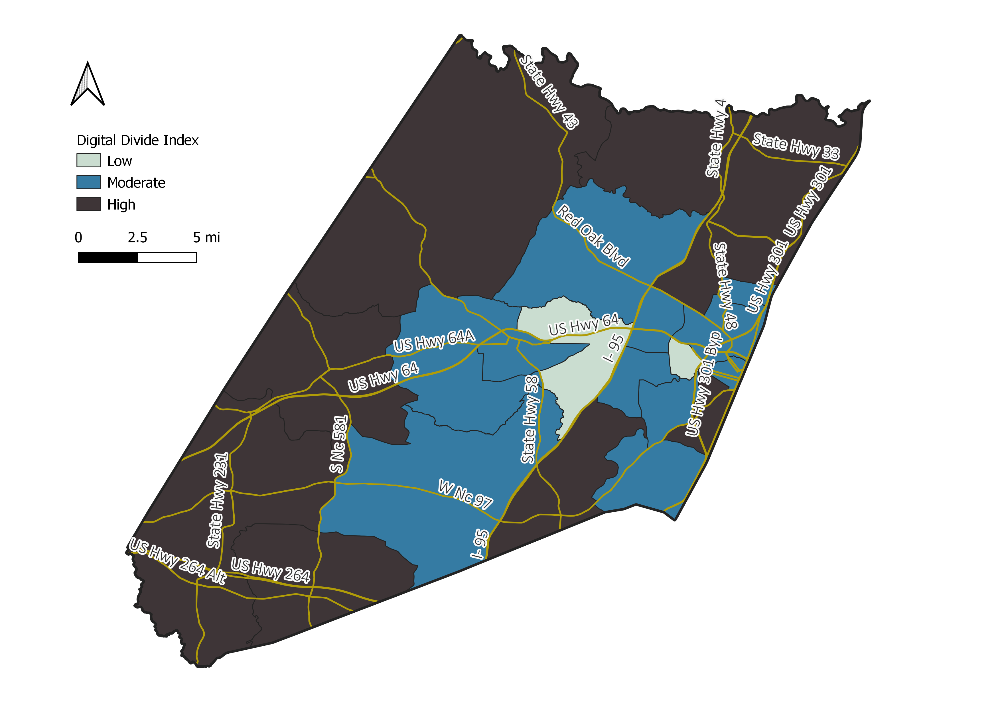 State Hwy 43
State Hwy 4
State Hwy 33
Digital Divide Index
Low
Moderate
High
US Hwy 301
Red Oak Blvd
0 2.5 5 mi
US Hwy 301
State Hwy 48
US Hwy 64
US Hwy 64A
I- 95
US Hwy 301 Byp
US Hwy 64
State Hwy 58
S Nc 581
State Hwy 231
W Nc 97
I- 95
US Hwy 264 Alt
US Hwy 264